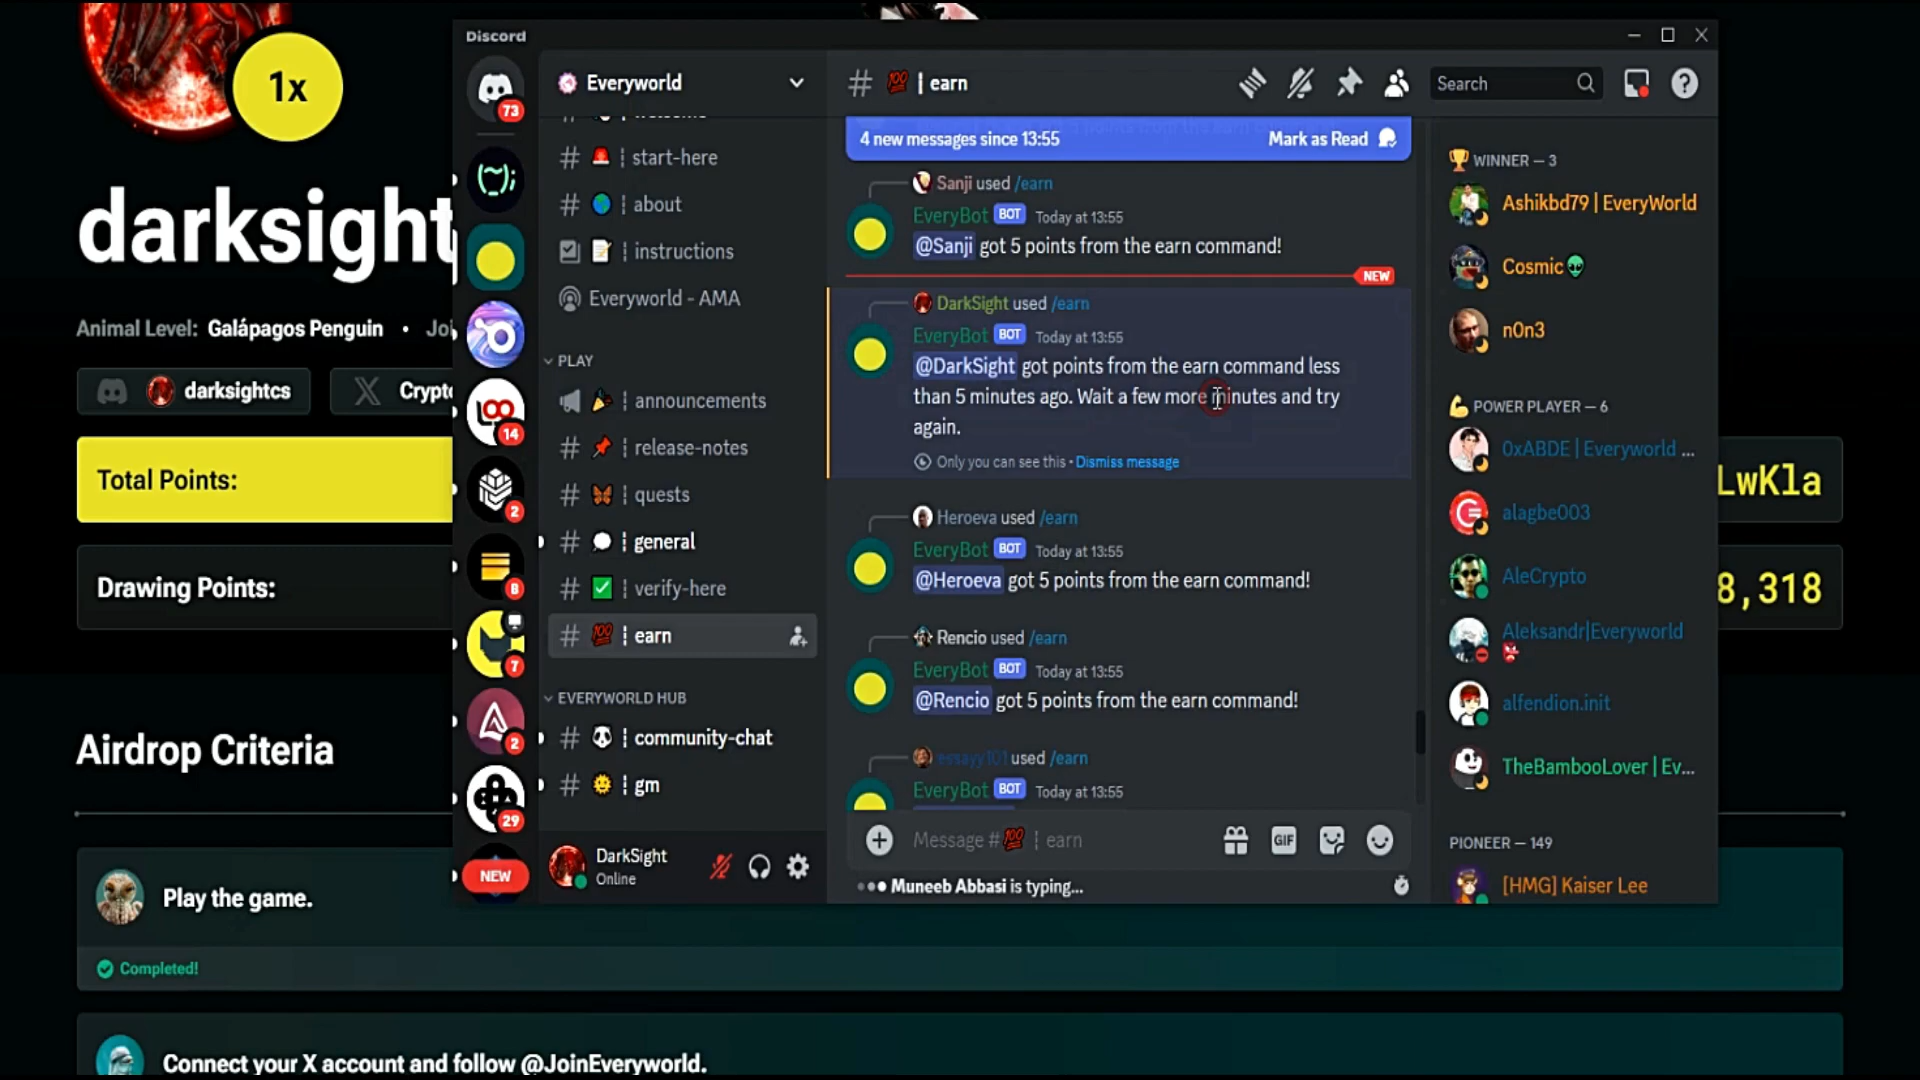 1x
darksight
Animal Level: Galápagos Penguin •
darksightcs
Total Points:
Drawing Points:
LwKla
8,318
Airdrop Criteria
Play the game.
Completed!
Connect your X account and follow @JoinEveryworld.
Discord
73
14
2
8
7
2
29
NEW
Everyworld
start-here
about
instructions
Everyworld - AMA
PLAY
announcements
release-notes
quests
general
verify-here
earn
EVERYWORLD HUB
community-chat
gm
DarkSight
Online
# 💯 | earn
Search
4 new messages since 13:55
Mark as Read
Sanji used /earn
EveryBot BOT Today at 13:55
@Sanji got 5 points from the earn command!
NEW
DarkSight used /earn
EveryBot BOT Today at 13:55
@DarkSight got points from the earn command less
than 5 minutes ago. Wait a few more minutes and try
again.
Only you can see this • Dismiss message
Heroeva used /earn
EveryBot BOT Today at 13:55
@Heroeva got 5 points from the earn command!
Rencio used /earn
EveryBot BOT Today at 13:55
@Rencio got 5 points from the earn command!
essayy101 used /earn
EveryBot BOT Today at 13:55
Message #💯 | earn
GIF
Muneeb Abbasi is typing...
WINNER — 3
Ashikbd79 | EveryWorld
Cosmic👽
n0n3
POWER PLAYER — 6
0xABDE | Everyworld ...
alagbe003
AleCrypto
Aleksandr|Everyworld
alfendion.init
TheBambooLover | Ev...
PIONEER — 149
[HMG] Kaiser Lee